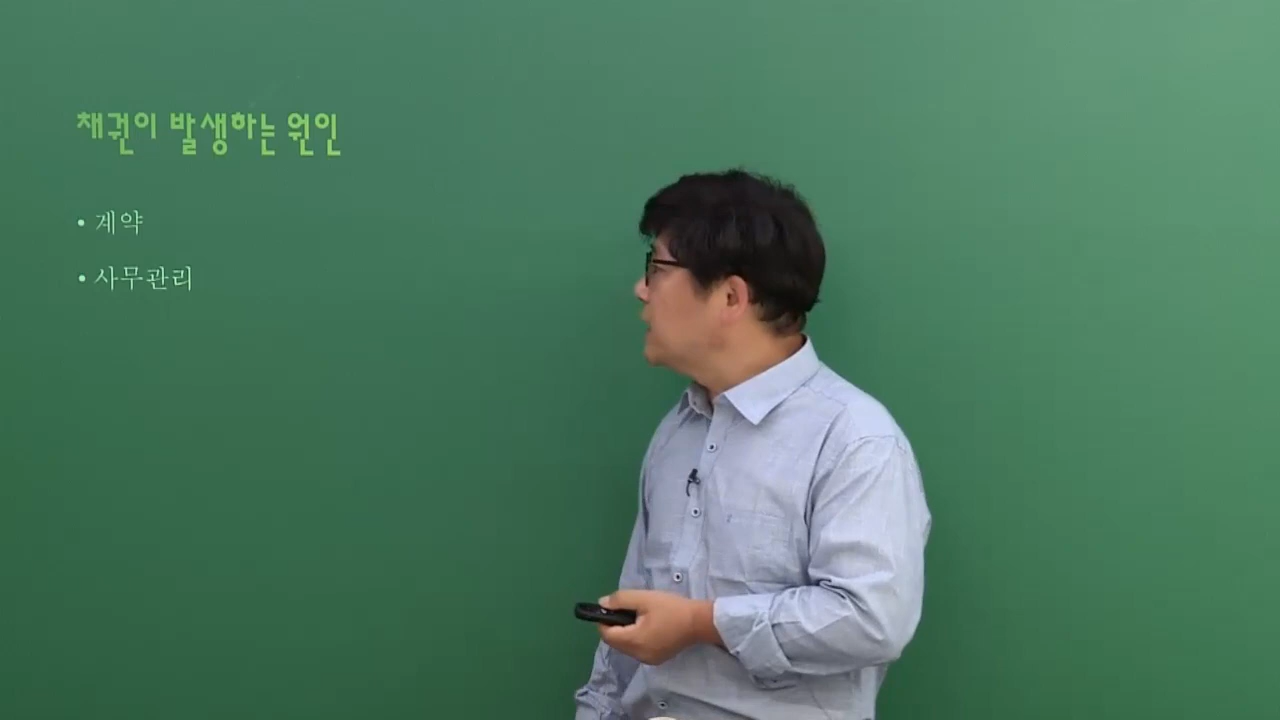 채권이 발생하는 원인
• 계약
• 사무관리